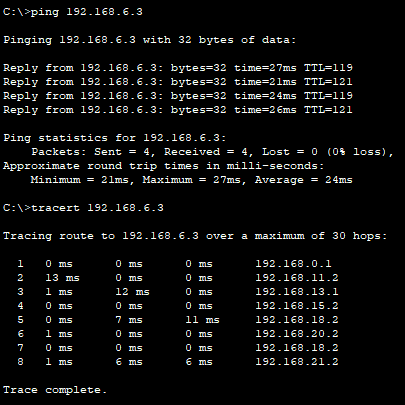 C:\>ping 192.168.6.3
Pinging 192.168.6.3 with 32 bytes of data:
Reply from 192.168.6.3: bytes=32 time=27ms TTL=119
Reply from 192.168.6.3: bytes=32 time=21ms TTL=121
Reply from 192.168.6.3: bytes=32 time=24ms TTL=119
Reply from 192.168.6.3: bytes=32 time=26ms TTL=121
Ping statistics for 192.168.6.3:
Packets: Sent = 4, Received = 4, Lost = 0 (0% loss),
Approximate round trip times in milli-seconds:
Minimum = 21ms, Maximum = 27ms, Average = 24ms
C:\>tracert 192.168.6.3
Tracing route to 192.168.6.3 over a maximum of 30 hops:
1 0 ms 0 ms 0 ms 192.168.0.1
2 13 ms 0 ms 0 ms 192.168.11.2
3 1 ms 12 ms 0 ms 192.168.13.1
4 0 ms 0 ms 0 ms 192.168.15.2
5 0 ms 7 ms 11 ms 192.168.18.2
6 1 ms 0 ms 0 ms 192.168.20.2
7 0 ms 0 ms 0 ms 192.168.18.2
8 1 ms 6 ms 6 ms 192.168.21.2
Trace complete.